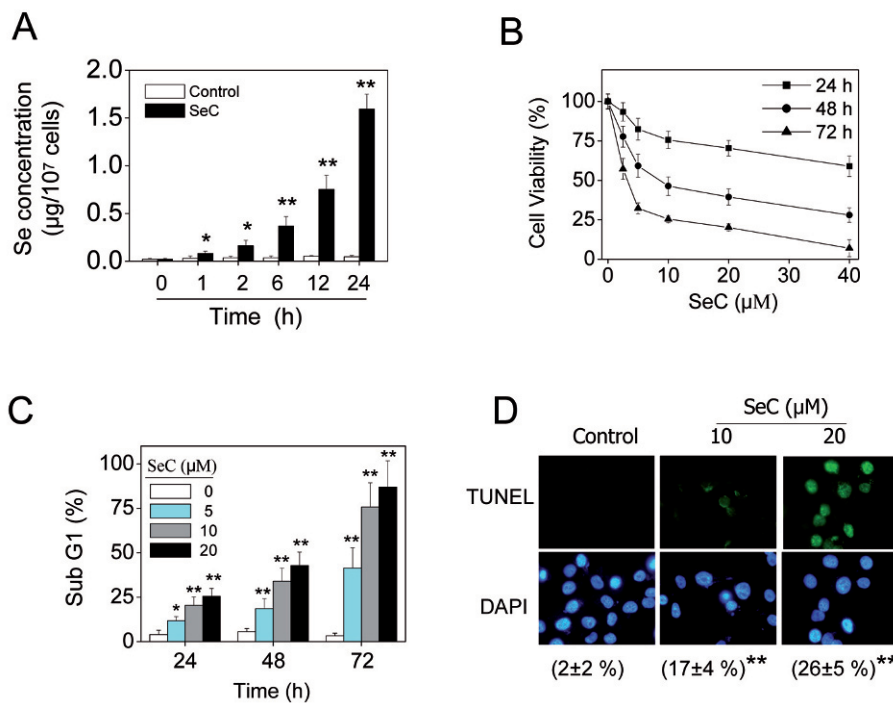 A
Se concentration
(µg/10⁷ cells)
2.0
1.5
1.0
0.5
0.0
Control
SeC
* * ** ** **
0 1 2 6 12 24
Time (h)
B
Cell Viability (%)
100
75
50
25
0
24 h
48 h
72 h
0 10 20 30 40
SeC (µM)
C
Sub G1 (%)
100
75
50
25
0
SeC (µM)
0
5
10
20
* ** ** ** ** ** ** ** **
24 48 72
Time (h)
D
SeC (µM)
Control 10 20
TUNEL
DAPI
(2±2 %) (17±4 %)** (26±5 %)**